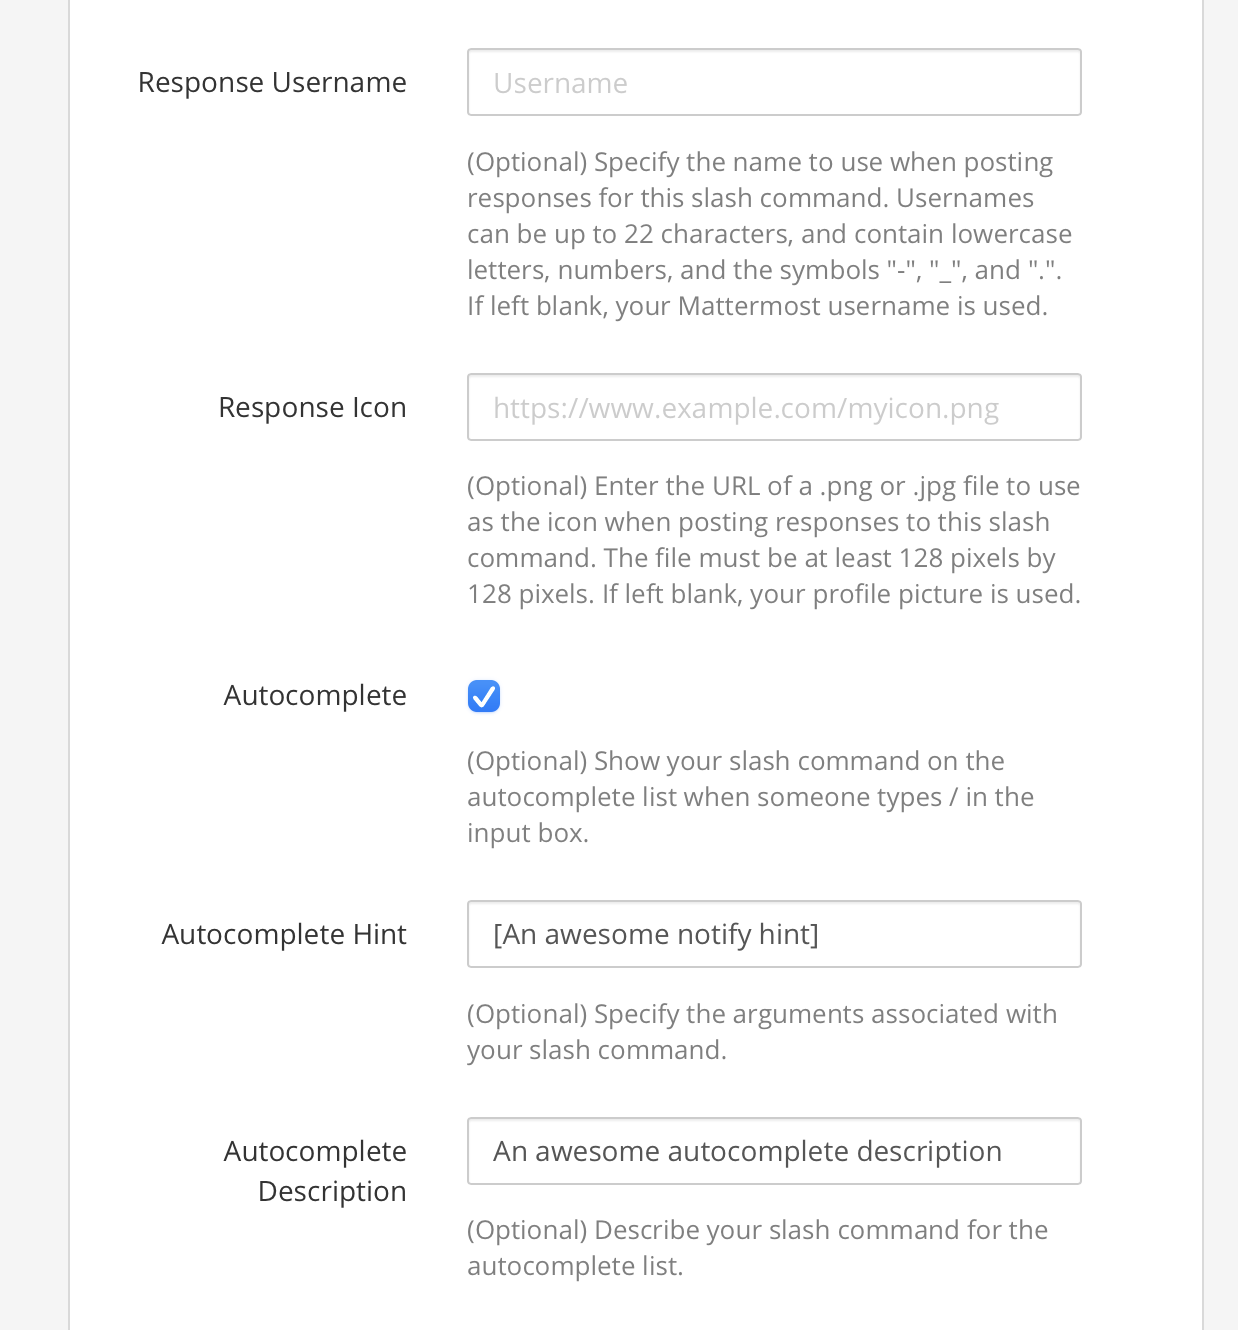 Response Username
Username
(Optional) Specify the name to use when posting
responses for this slash command. Usernames
can be up to 22 characters, and contain lowercase
letters, numbers, and the symbols "-", "_", and ".".
If left blank, your Mattermost username is used.
Response Icon
https://www.example.com/myicon.png
(Optional) Enter the URL of a .png or .jpg file to use
as the icon when posting responses to this slash
command. The file must be at least 128 pixels by
128 pixels. If left blank, your profile picture is used.
Autocomplete
(Optional) Show your slash command on the
autocomplete list when someone types / in the
input box.
Autocomplete Hint
[An awesome notify hint]
(Optional) Specify the arguments associated with
your slash command.
Autocomplete
Description
An awesome autocomplete description
(Optional) Describe your slash command for the
autocomplete list.